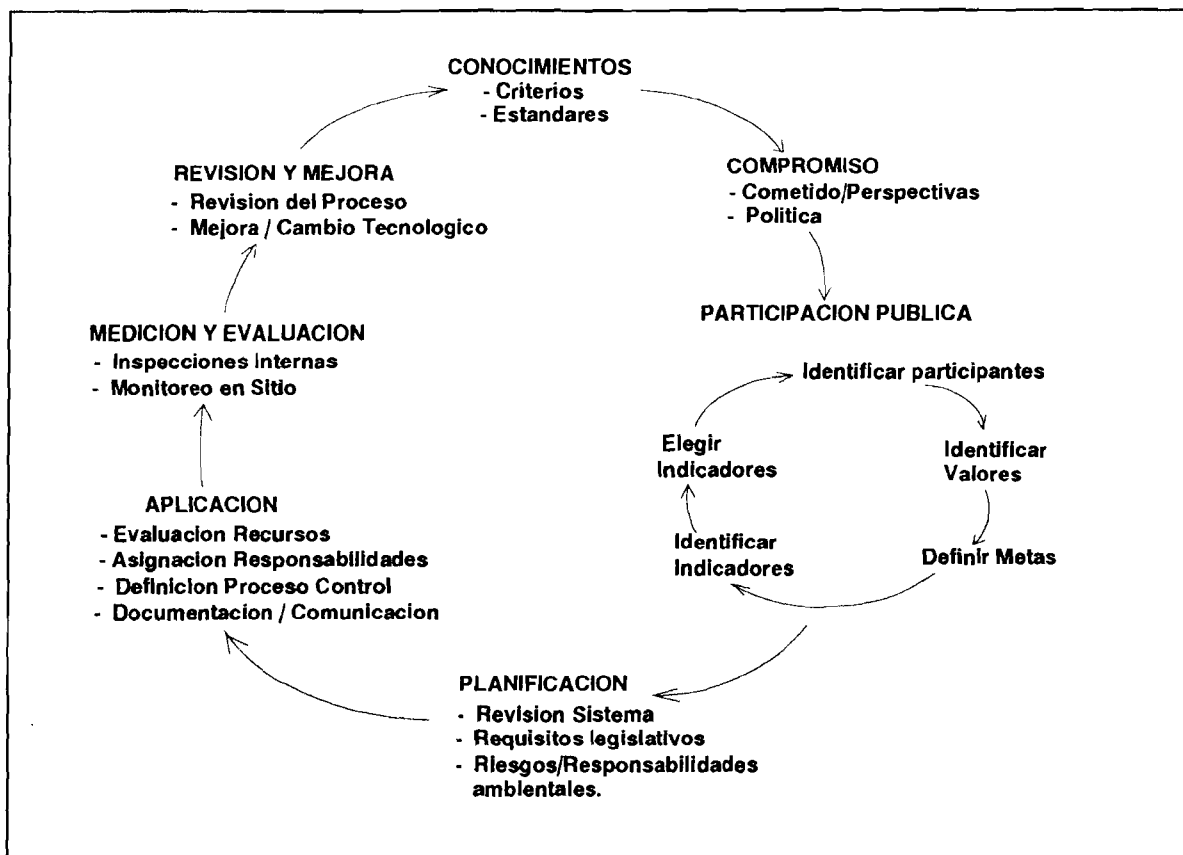 CONOCIMIENTOS
- Criterios
- Estandares
COMPROMISO
- Cometido/Perspectivas
- Politica
PARTICIPACION PUBLICA
Identificar participantes
Identificar
Valores
Definir Metas
Identificar
Indicadores
Elegir
Indicadores
PLANIFICACION
- Revision Sistema
- Requisitos legislativos
- Riesgos/Responsabilidades
ambientales.
APLICACION
- Evaluacion Recursos
- Asignacion Responsabilidades
- Definicion Proceso Control
- Documentacion / Comunicacion
MEDICION Y EVALUACION
- Inspecciones Internas
- Monitoreo en Sitio
REVISION Y MEJORA
- Revision del Proceso
- Mejora / Cambio Tecnologico